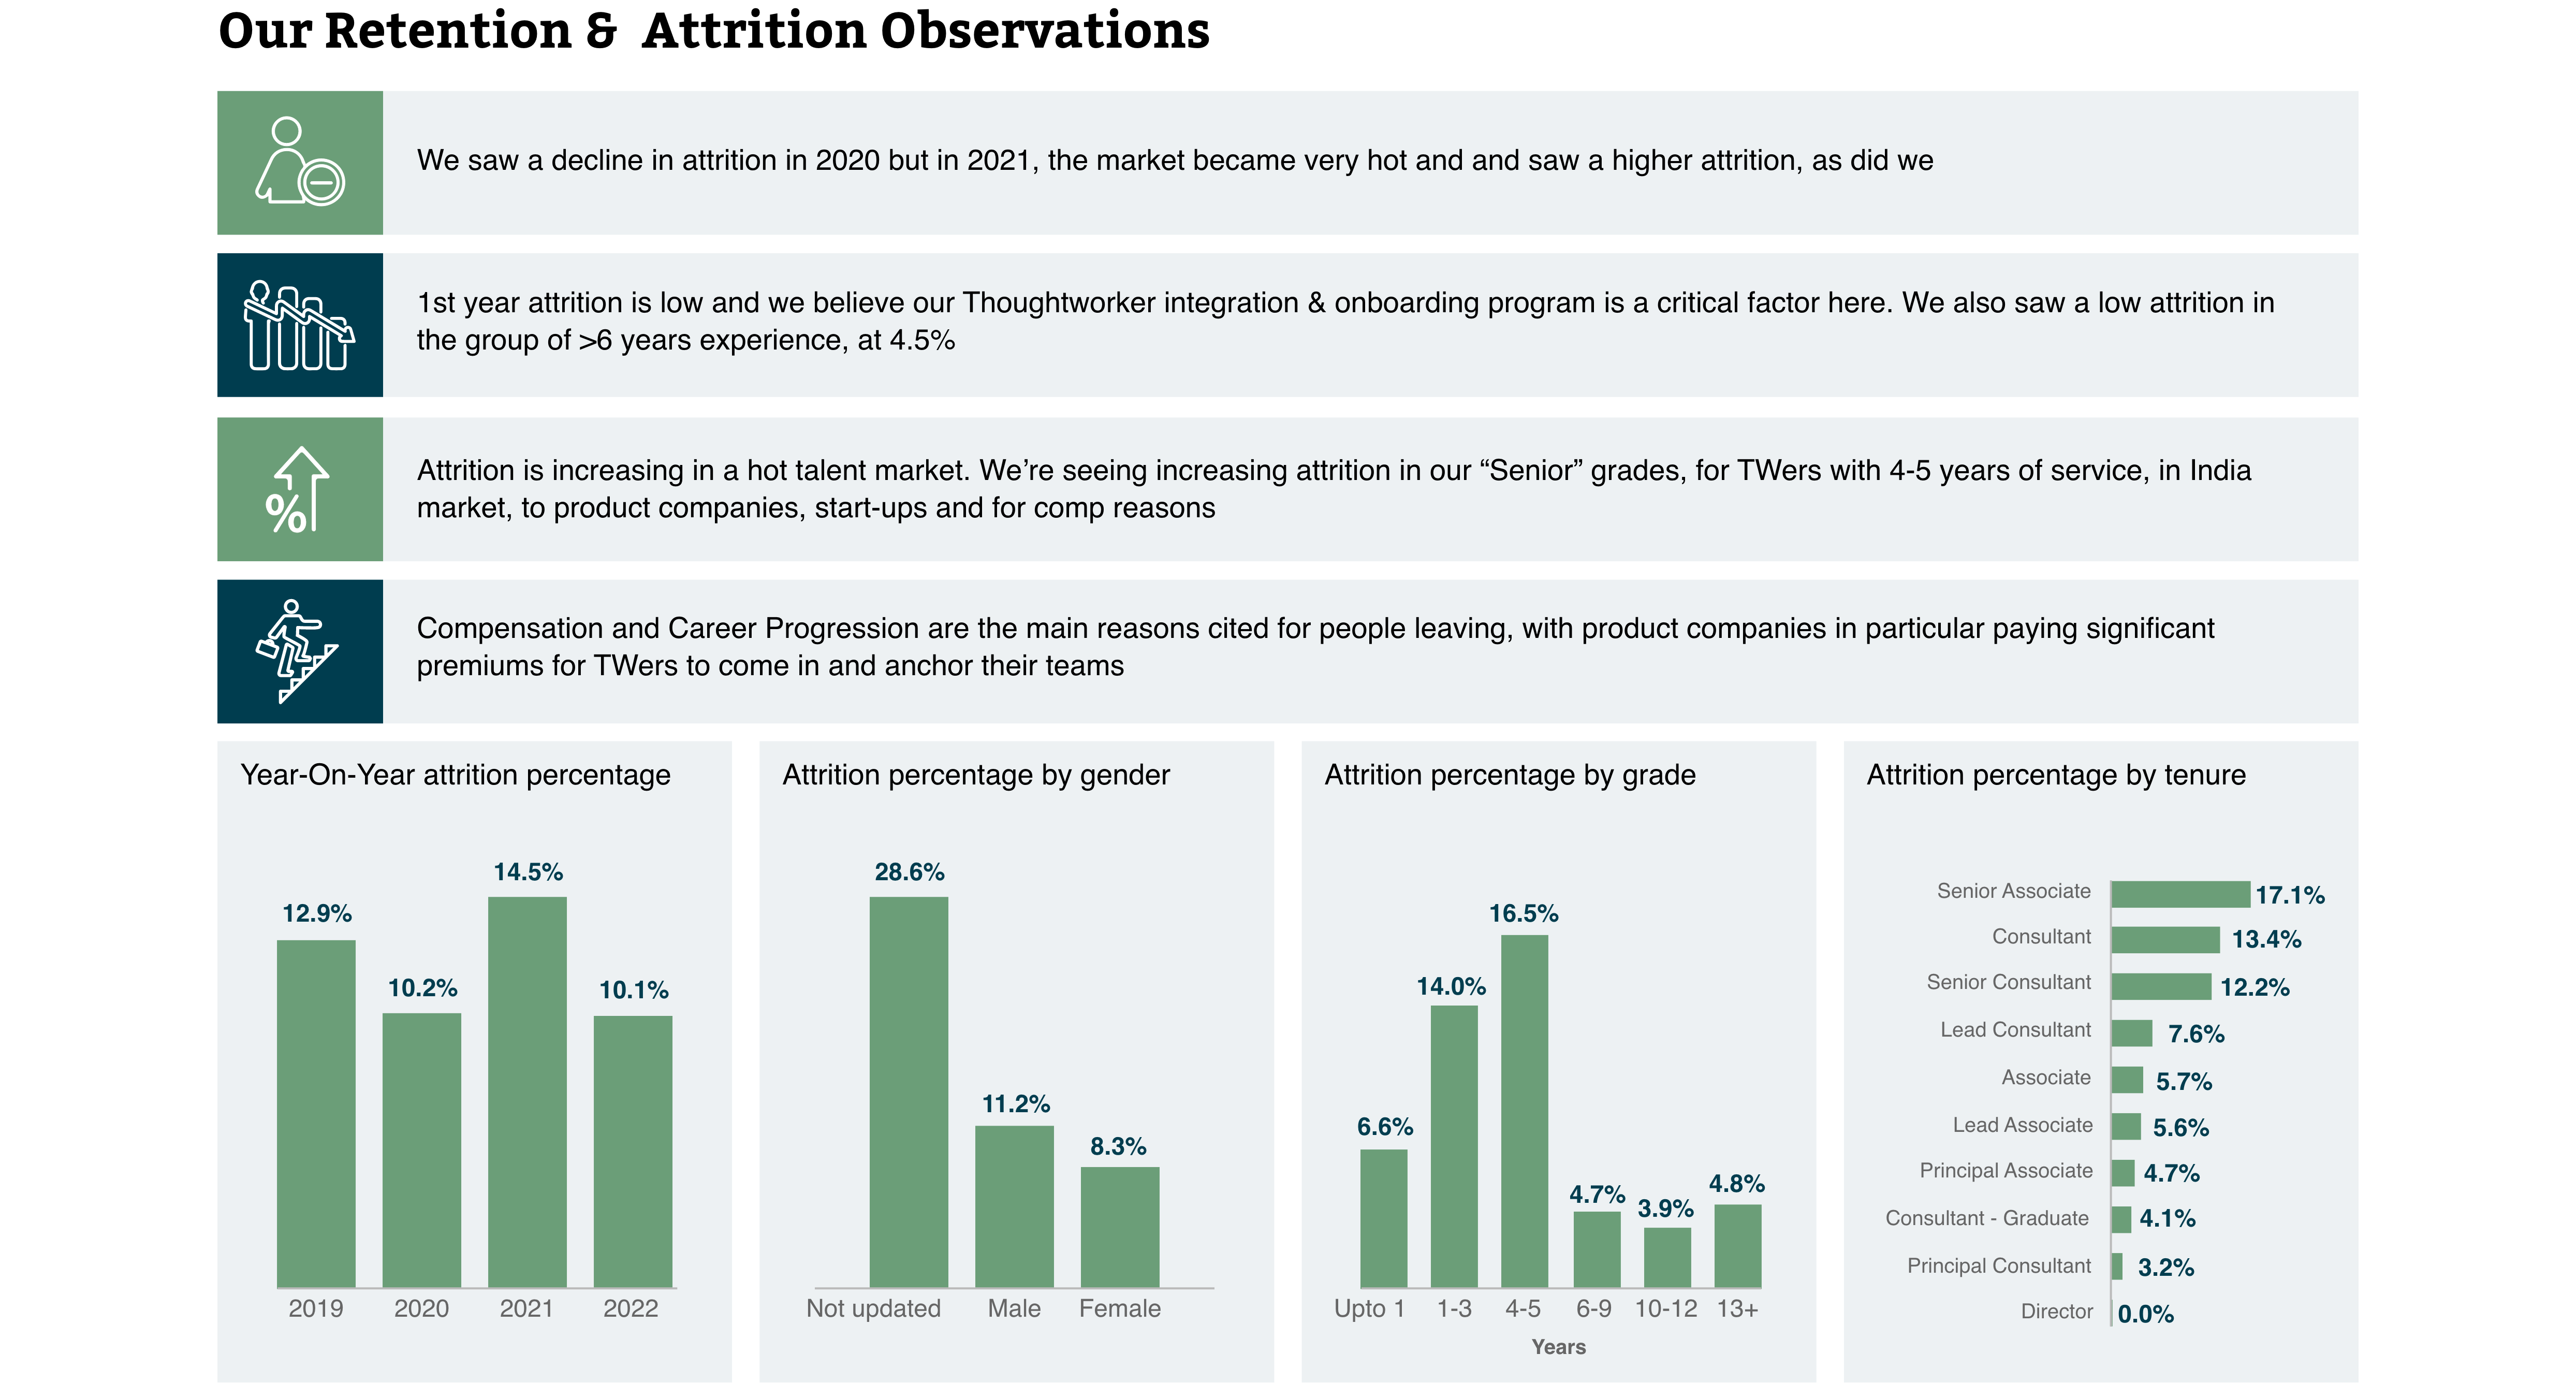 Our Retention & Attrition Observations
We saw a decline in attrition in 2020 but in 2021, the market became very hot and and saw a higher attrition, as did we
1st year attrition is low and we believe our Thoughtworker integration & onboarding program is a critical factor here. We also saw a low attrition in
the group of >6 years experience, at 4.5%
%
Attrition is increasing in a hot talent market. We’re seeing increasing attrition in our “Senior” grades, for TWers with 4-5 years of service, in India
market, to product companies, start-ups and for comp reasons
Compensation and Career Progression are the main reasons cited for people leaving, with product companies in particular paying significant
premiums for TWers to come in and anchor their teams
Year-On-Year attrition percentage
12.9%
10.2%
14.5%
10.1%
2019 2020 2021 2022
Attrition percentage by gender
28.6%
11.2%
8.3%
Not updated Male Female
Attrition percentage by grade
6.6%
14.0%
16.5%
4.7%
3.9%
4.8%
Upto 1 1-3 4-5 6-9 10-12 13+
Years
Attrition percentage by tenure
Senior Associate 17.1%
Consultant 13.4%
Senior Consultant 12.2%
Lead Consultant 7.6%
Associate 5.7%
Lead Associate 5.6%
Principal Associate 4.7%
Consultant - Graduate 4.1%
Principal Consultant 3.2%
Director 0.0%